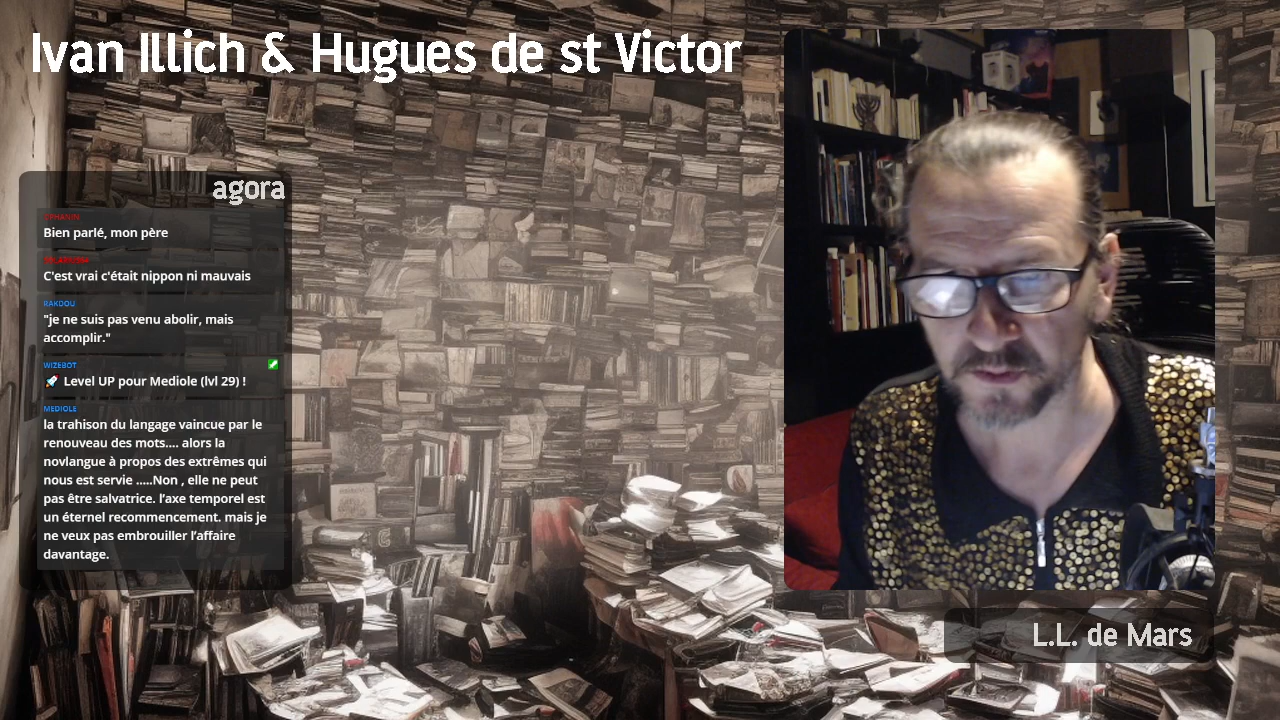 Ivan Illich & Hugues de st Victor
agora
Bien parlé, mon père
C'est vrai c'était nippon ni mauvais
RAKDOU
"je ne suis pas venu abolir, mais
accomplir."
WIZEBOT
🚀 Level UP pour Mediole (lvl 29) !
MEDIOLE
la trahison du langage vaincue par le
renouveau des mots.... alors la
novlangue à propos des extrêmes qui
nous est servie .....Non , elle ne peut
pas être salvatrice. l'axe temporel est
un éternel recommencement. mais je
ne veux pas embrouiller l'affaire
davantage.
L.L. de Mars